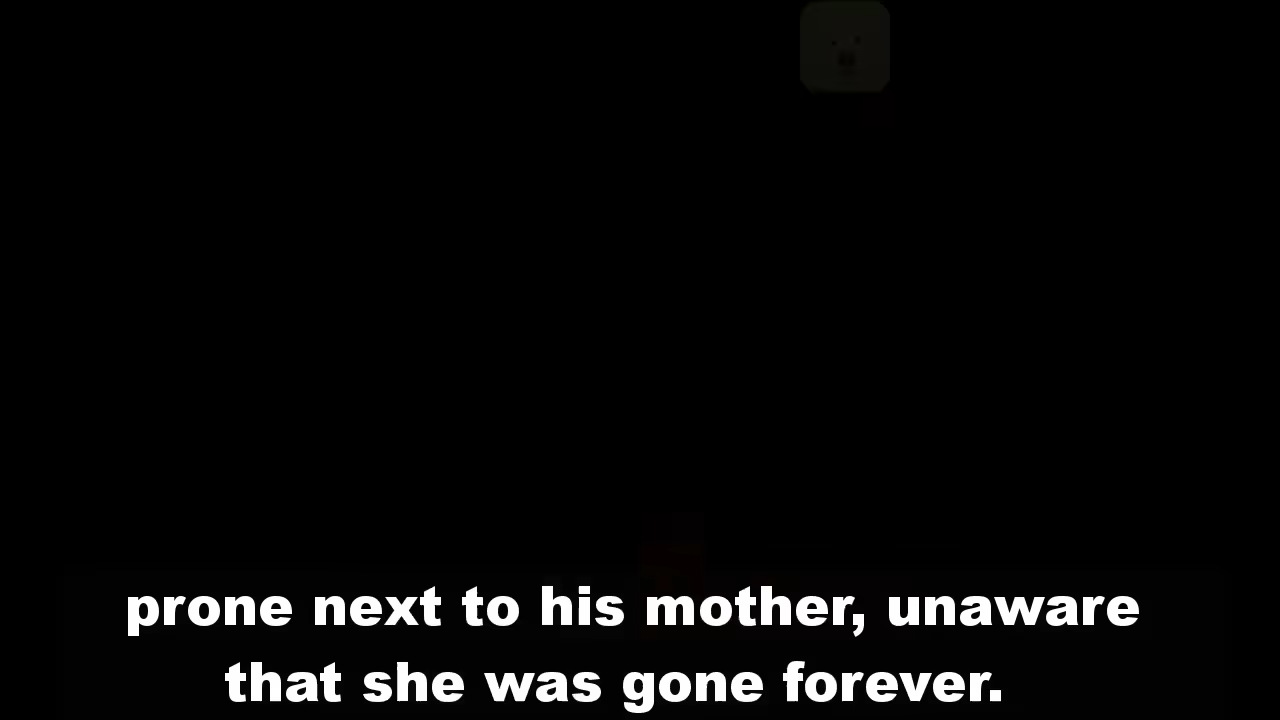 prone next to his mother, unaware
that she was gone forever.